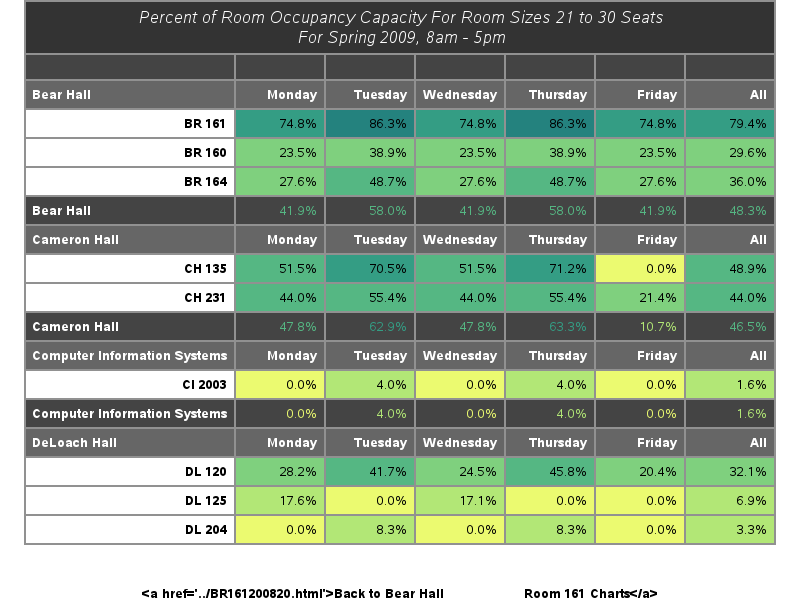 Percent of Room Occupancy Capacity For Room Sizes 21 to 30 Seats
For Spring 2009, 8am - 5pm
Bear Hall Monday Tuesday Wednesday Thursday Friday All
BR 161 74.8% 86.3% 74.8% 86.3% 74.8% 79.4%
BR 160 23.5% 38.9% 23.5% 38.9% 23.5% 29.6%
BR 164 27.6% 48.7% 27.6% 48.7% 27.6% 36.0%
Bear Hall 41.9% 58.0% 41.9% 58.0% 41.9% 48.3%
Cameron Hall Monday Tuesday Wednesday Thursday Friday All
CH 135 51.5% 70.5% 51.5% 71.2% 0.0% 48.9%
CH 231 44.0% 55.4% 44.0% 55.4% 21.4% 44.0%
Cameron Hall 47.8% 62.9% 47.8% 63.3% 10.7% 46.5%
Computer Information Systems Monday Tuesday Wednesday Thursday Friday All
CI 2003 0.0% 4.0% 0.0% 4.0% 0.0% 1.6%
Computer Information Systems 0.0% 4.0% 0.0% 4.0% 0.0% 1.6%
DeLoach Hall Monday Tuesday Wednesday Thursday Friday All
DL 120 28.2% 41.7% 24.5% 45.8% 20.4% 32.1%
DL 125 17.6% 0.0% 17.1% 0.0% 0.0% 6.9%
DL 204 0.0% 8.3% 0.0% 8.3% 0.0% 3.3%
<a href='../BR161200820.html'>Back to Bear Hall Room 161 Charts</a>